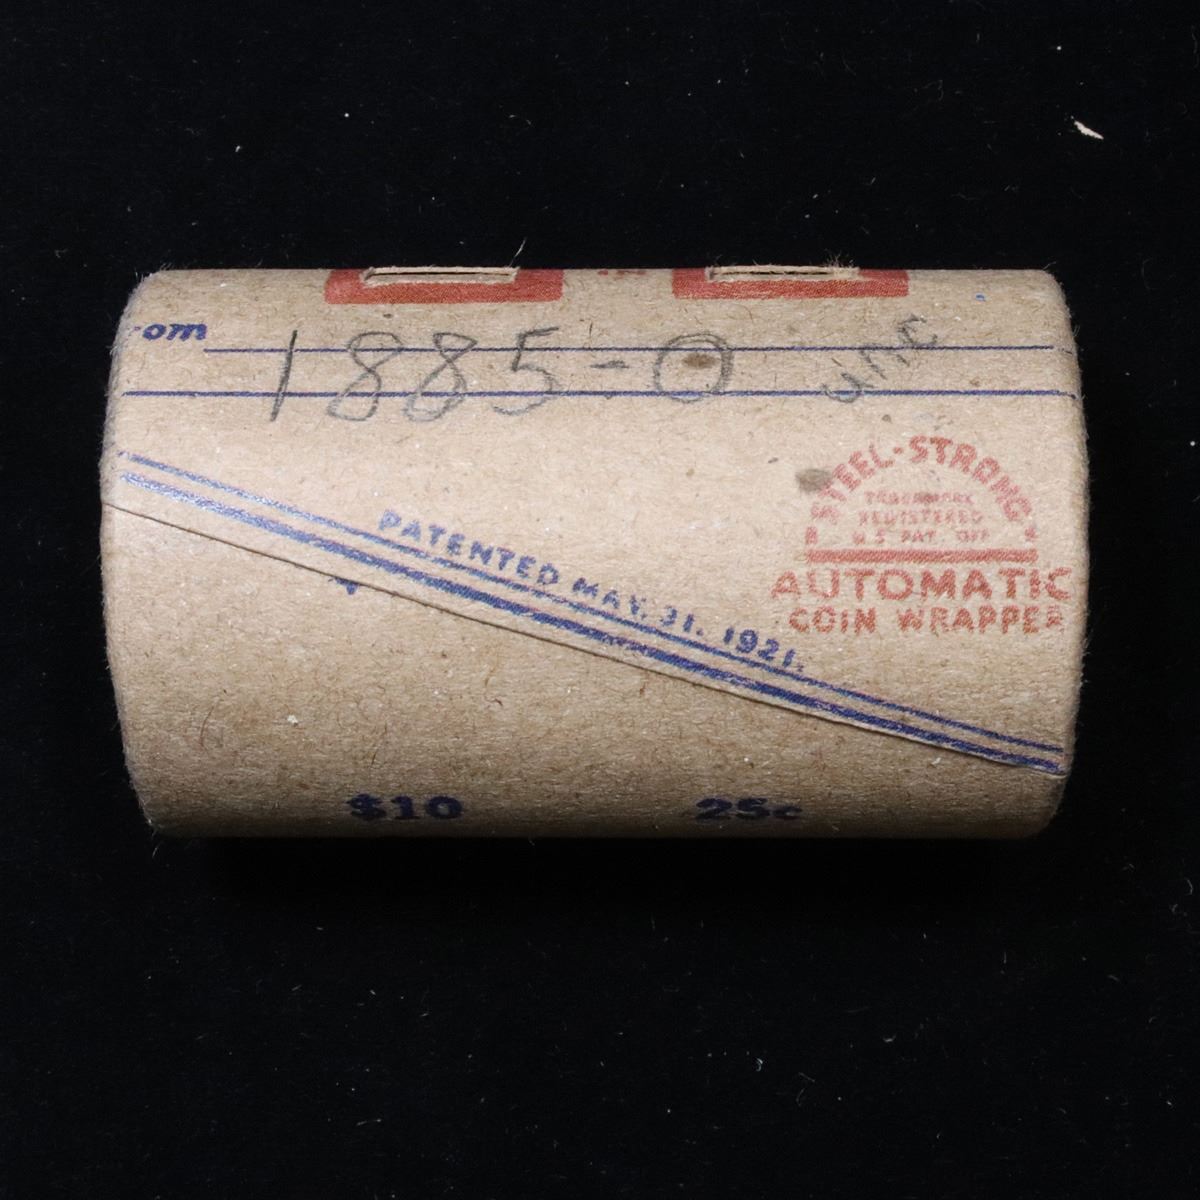 om
1885-O unc
STEEL-STRONG
TRADEMARK
REGISTERED
U.S. PAT. OFF
AUTOMATIC
COIN WRAPPER
PATENTED MAY. 31. 1921.
$10 25c